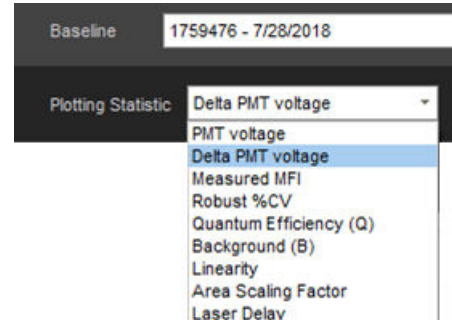 Baseline 1759476 - 7/28/2018
Plotting Statistic Delta PMT voltage
PMT voltage
Delta PMT voltage
Measured MFI
Robust %CV
Quantum Efficiency (Q)
Background (B)
Linearity
Area Scaling Factor
Laser Delay